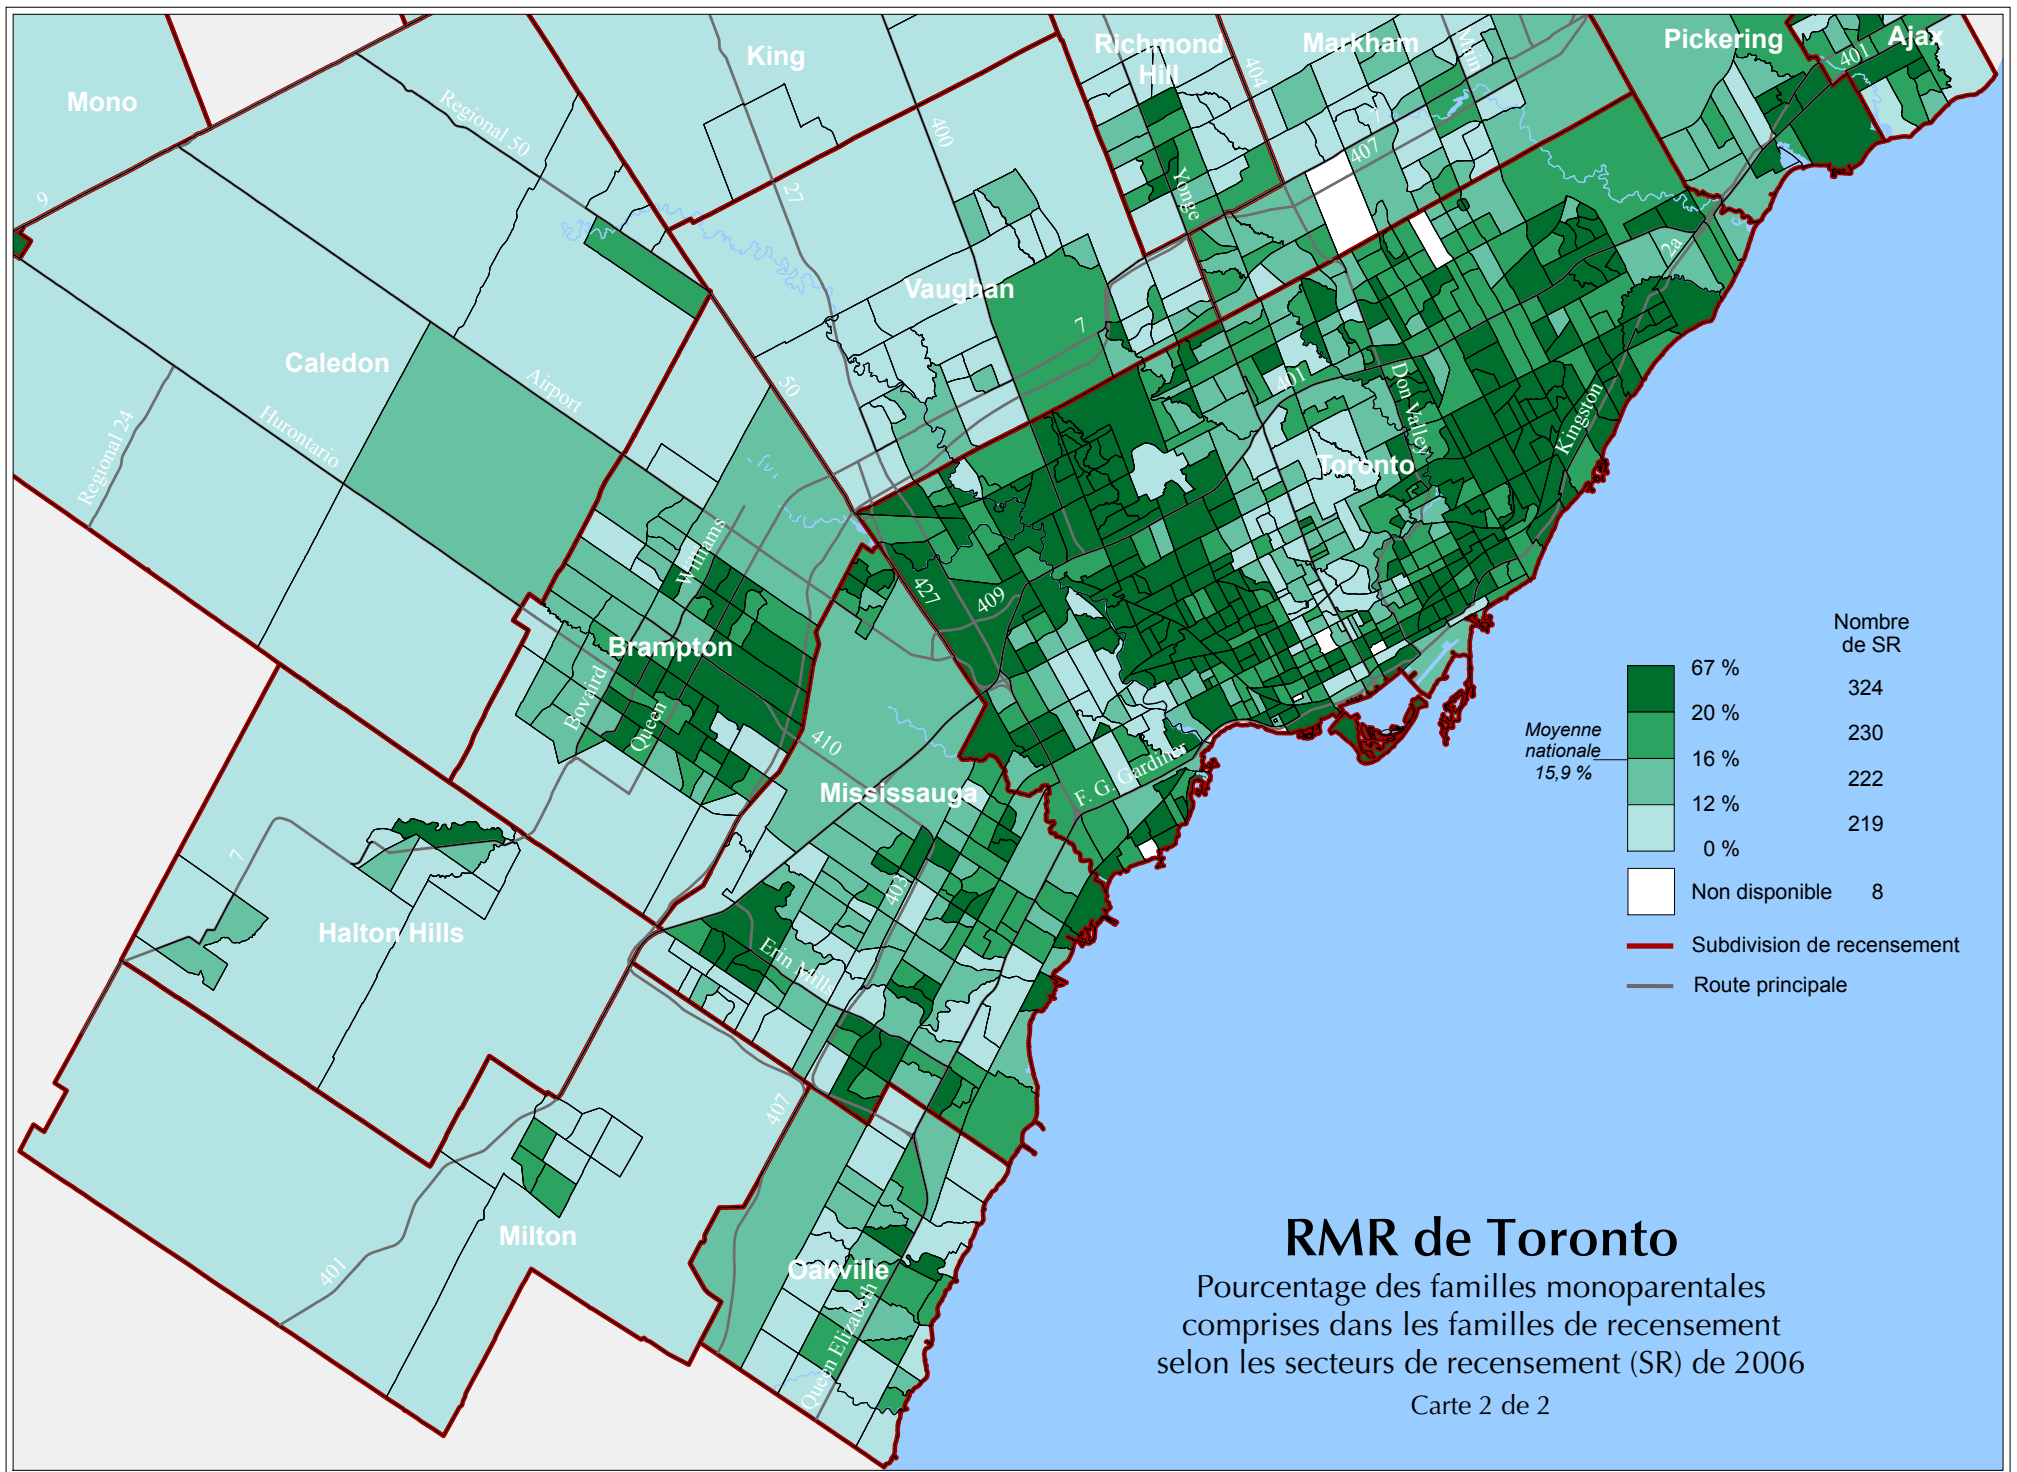 King
Richmond
Hill
Markham
Main
Pickering
Ajax
401
404
Mono
Regional 50
400
7
407
27
9
Yonge
2a
Vaughan
7
Caledon
Airport
50
401
Don Valley
Regional 24
Hurontario
Kingston
Toronto
Williams
427
409
Brampton
Bovaird
Queen
410
Mississauga
F. G. Gardiner
403
7
Halton Hills
Erin Mills
407
Milton
401
Oakville
Queen Elizabeth
Nombre
de SR
67 %
324
20 %
230
Moyenne
nationale
15,9 %
16 %
222
12 %
219
0 %
Non disponible 8
Subdivision de recensement
Route principale
RMR de Toronto
Pourcentage des familles monoparentales
comprises dans les familles de recensement
selon les secteurs de recensement (SR) de 2006
Carte 2 de 2